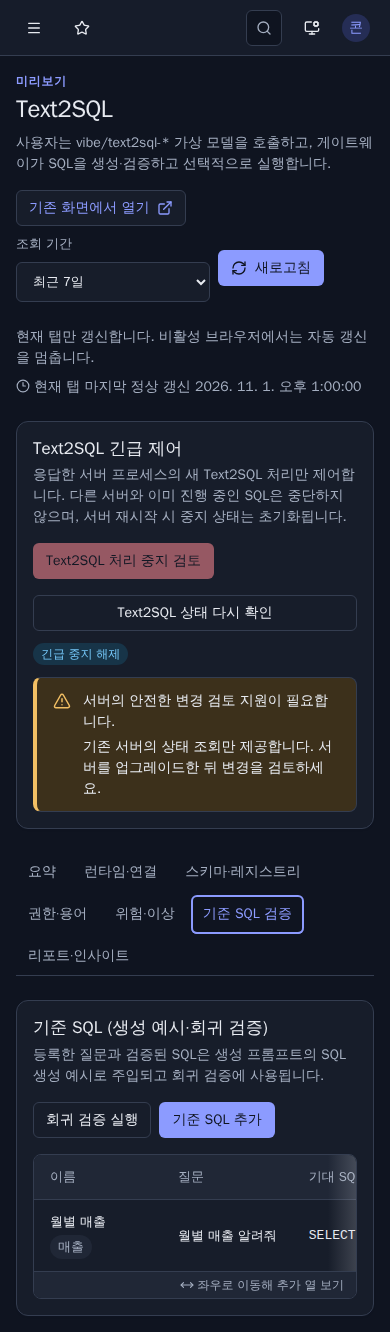 콘
미리보기
Text2SQL
사용자는 vibe/text2sql-* 가상 모델을 호출하고, 게이트웨
이가 SQL을 생성·검증하고 선택적으로 실행합니다.
기존 화면에서 열기
조회 기간
최근 7일
새로고침
현재 탭만 갱신합니다. 비활성 브라우저에서는 자동 갱신
을 멈춥니다.
현재 탭 마지막 정상 갱신 2026. 11. 1. 오후 1:00:00
Text2SQL 긴급 제어
응답한 서버 프로세스의 새 Text2SQL 처리만 제어합
니다. 다른 서버와 이미 진행 중인 SQL은 중단하지
않으며, 서버 재시작 시 중지 상태는 초기화됩니다.
Text2SQL 처리 중지 검토
Text2SQL 상태 다시 확인
긴급 중지 해제
서버의 안전한 변경 검토 지원이 필요합
니다.
기존 서버의 상태 조회만 제공합니다. 서
버를 업그레이드한 뒤 변경을 검토하세
요.
요약 런타임·연결 스키마·레지스트리
권한·용어 위험·이상 기준 SQL 검증
리포트·인사이트
기준 SQL (생성 예시·회귀 검증)
등록한 질문과 검증된 SQL은 생성 프롬프트의 SQL
생성 예시로 주입되고 회귀 검증에 사용됩니다.
회귀 검증 실행 기준 SQL 추가
이름 질문 기대 SQ
월별 매출
매출
월별 매출 알려줘 SELECT
좌우로 이동해 추가 열 보기